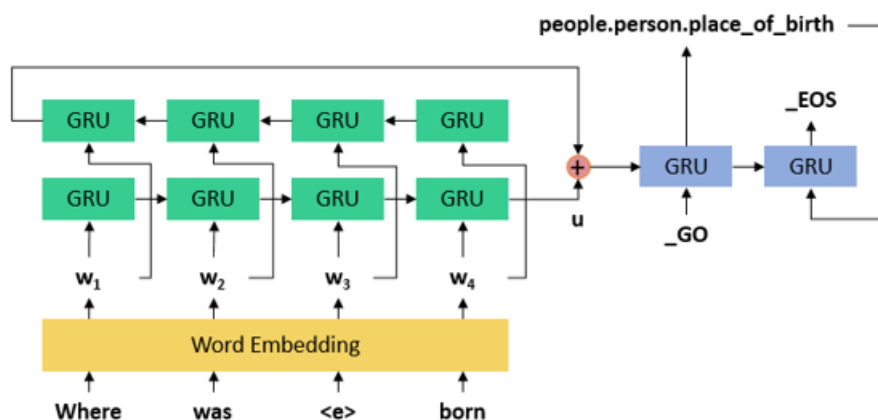 people.person.place_of_birth
GRU GRU GRU GRU
_EOS
+ GRU GRU
GRU GRU GRU GRU
u
_GO
w₁ w₂ w₃ w₄
Word Embedding
Where was <e> born